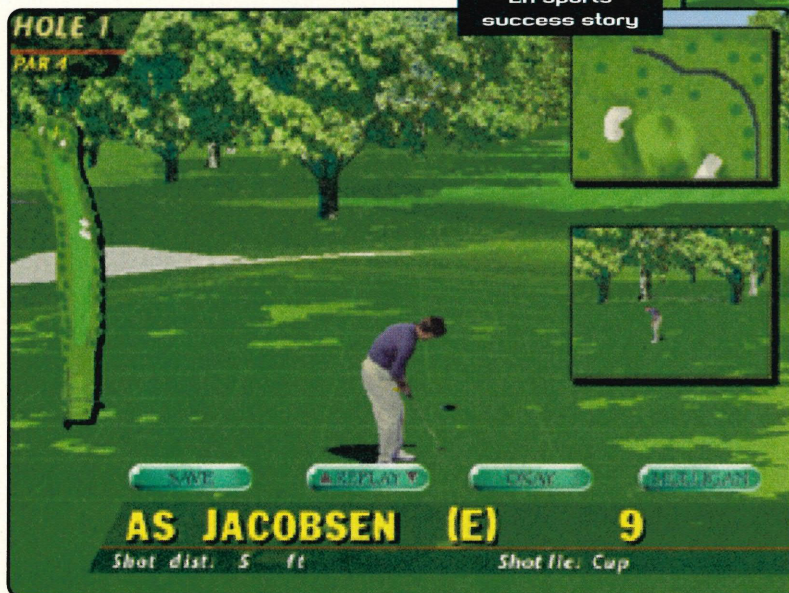 success story
HOLE 1
PAR 4
SAVE
▲ REPLAY ▼
OKAY
MULLIGAN
AS JACOBSEN (E) 9
Shot dist. 5 ft Shot lie: Cup